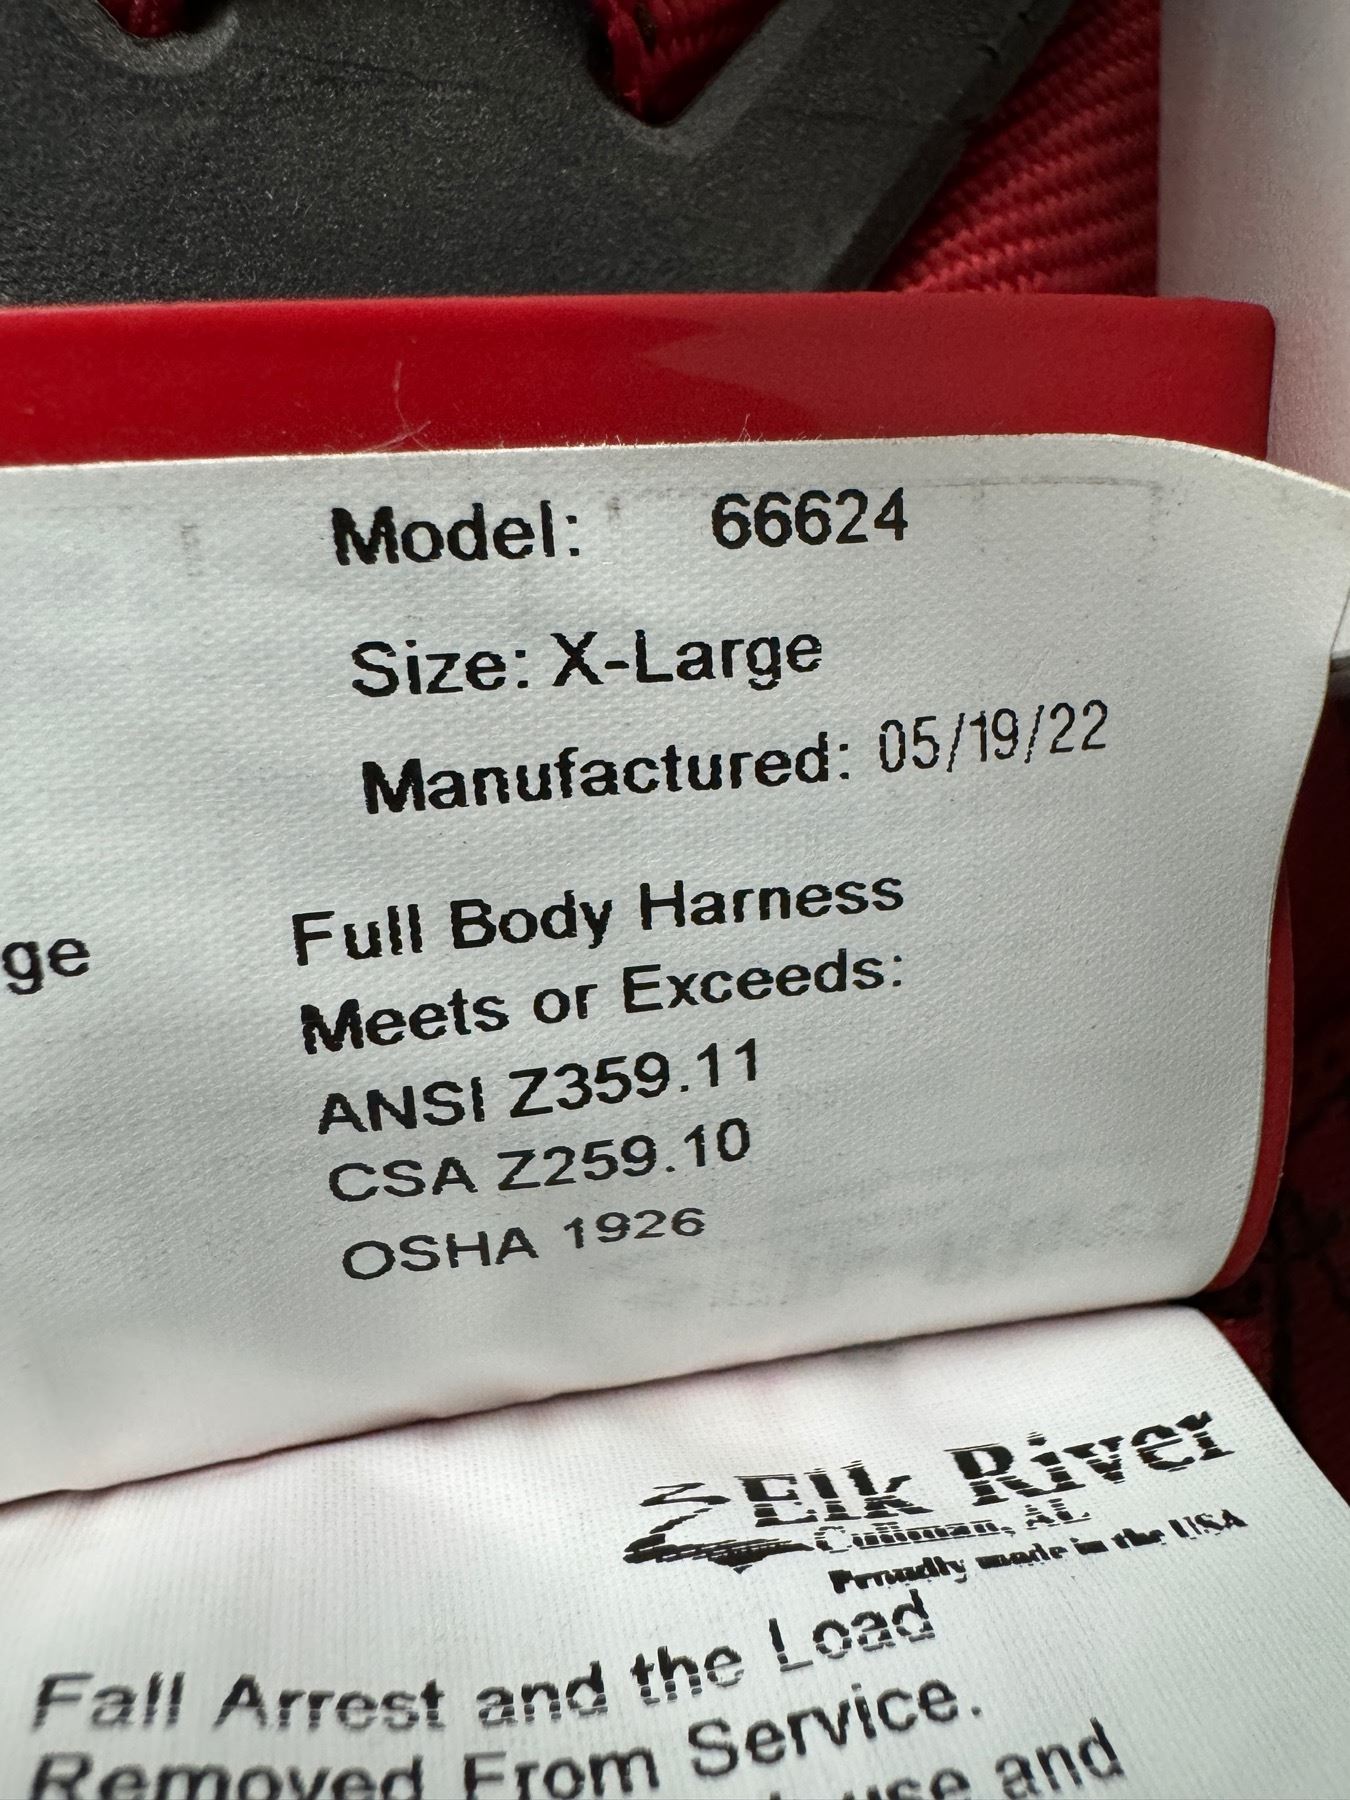 Model: 66624
Size: X-Large
Manufactured: 05/19/22
ge
Full Body Harness
Meets or Exceeds:
ANSI Z359.11
CSA Z259.10
OSHA 1926
Elk River
Cullman, AL
Proudly made in the USA
Fall Arrest and the Load
Removed From Service.
use and